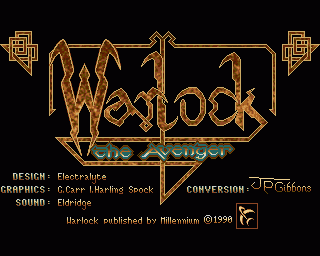 Warlock
the Avenger
DESIGN: Electralyte
GRAPHICS: G.Carr I.Harling Spock CONVERSION: JPGibbons
SOUND: Eldridge
Warlock published by Millennium ©1990